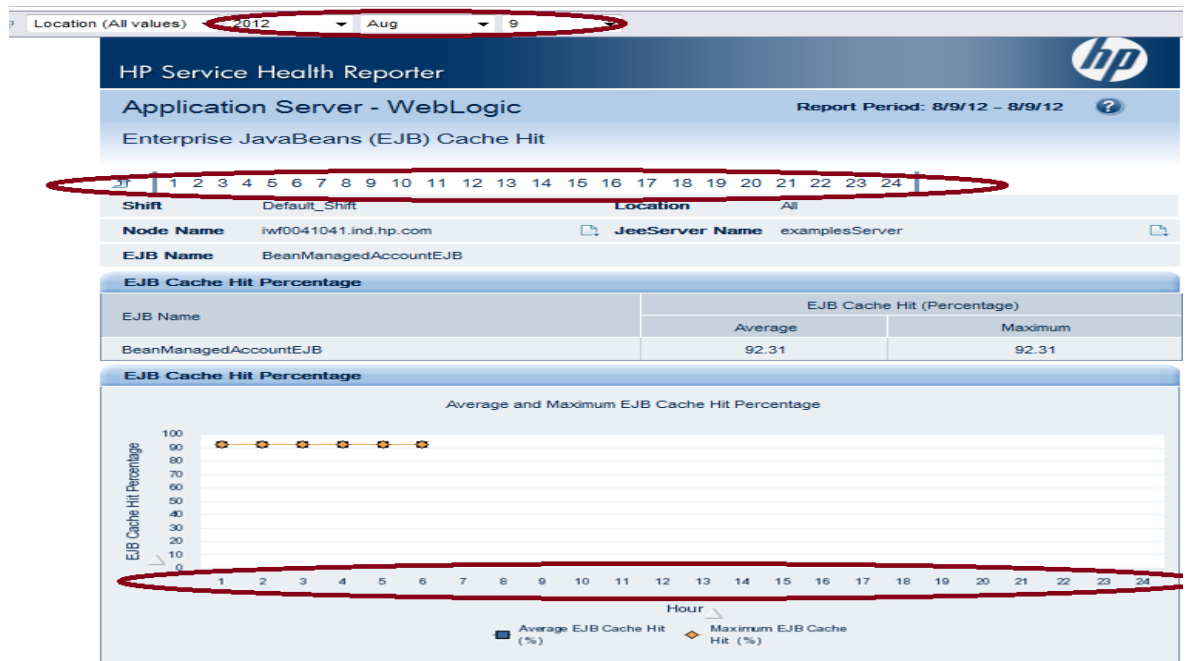 Location (All values) 2012 Aug 9
HP Service Health Reporter
hp
Application Server - WebLogic
Report Period: 8/9/12 - 8/9/12 ?
Enterprise JavaBeans (EJB) Cache Hit
1 2 3 4 5 6 7 8 9 10 11 12 13 14 15 16 17 18 19 20 21 22 23 24
Shift Default_Shift Location All
Node Name iwf0041041.ind.hp.com JeeServer Name examplesServer
EJB Name BeanManagedAccountEJB
EJB Cache Hit Percentage
EJB Name
EJB Cache Hit (Percentage)
Average Maximum
BeanManagedAccountEJB 92.31 92.31
EJB Cache Hit Percentage
Average and Maximum EJB Cache Hit Percentage
EJB Cache Hit Percentage
100
90
80
70
60
50
40
30
20
10
0
1 2 3 4 5 6 7 8 9 10 11 12 13 14 15 16 17 18 19 20 21 22 23 24
Hour
Average EJB Cache Hit
(%)
Maximum EJB Cache
Hit (%)